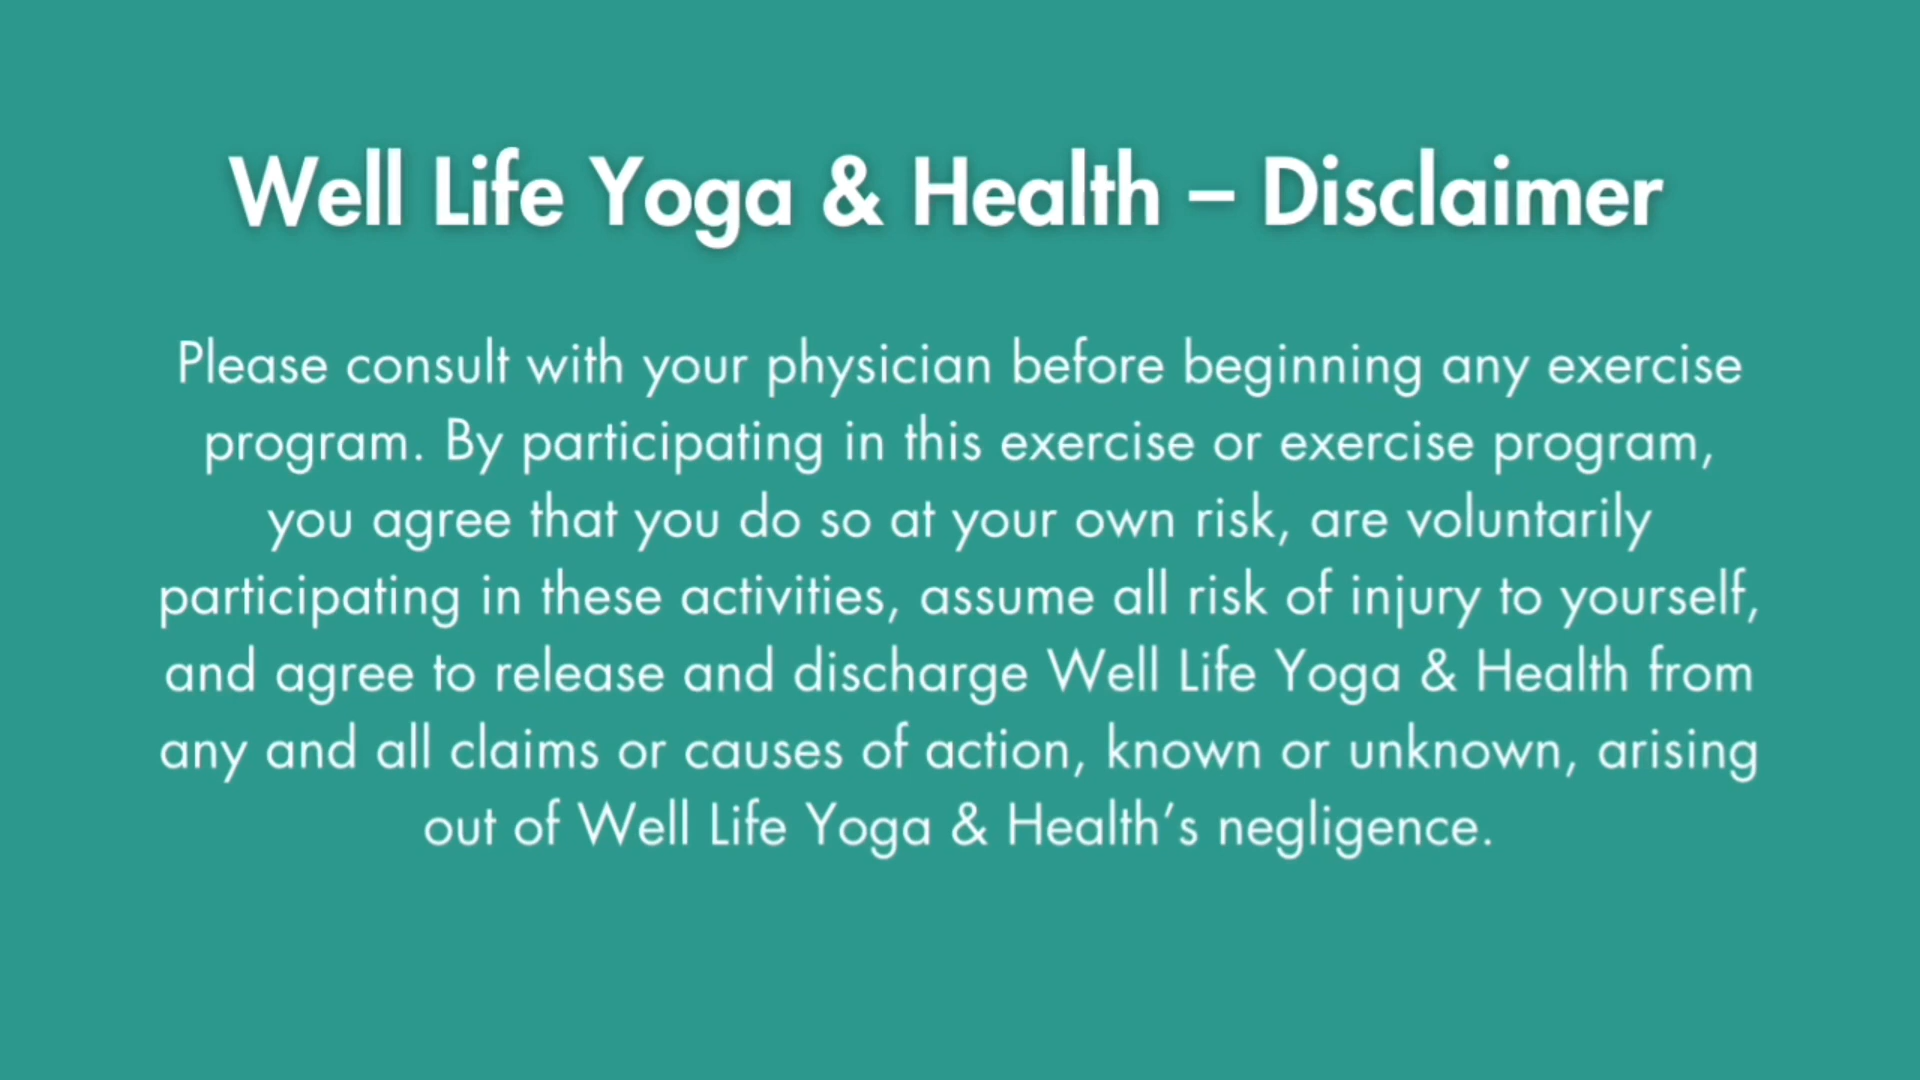 Well Life Yoga & Health – Disclaimer
Please consult with your physician before beginning any exercise
program. By participating in this exercise or exercise program,
you agree that you do so at your own risk, are voluntarily
participating in these activities, assume all risk of injury to yourself,
and agree to release and discharge Well Life Yoga & Health from
any and all claims or causes of action, known or unknown, arising
out of Well Life Yoga & Health’s negligence.